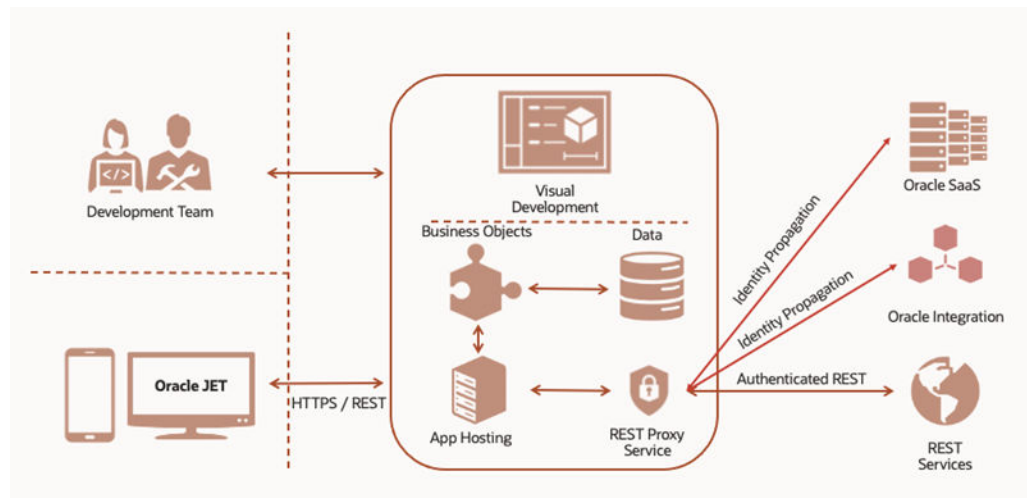 </>
Development Team
Oracle JET
HTTPS / REST
Visual
Development
Business Objects
Data
App Hosting
REST Proxy
Service
Identity Propagation
Identity Propagation
Authenticated REST
Oracle SaaS
Oracle Integration
REST
Services